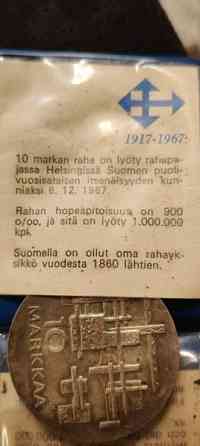 1917-1967
10 markan raha on lyöty rahapa-
jassa Helsingissä Suomen puoli-
vuosisataisen itsenäisyyden kun-
niaksi 6. 12. 1967.
Rahan hopeapitoisuus on 900
o/oo, ja sitä on lyöty 1.000.000
kpl.
Suomella on ollut oma rahayk-
sikkö vuodesta 1860 lähtien.
10
MARKKAA